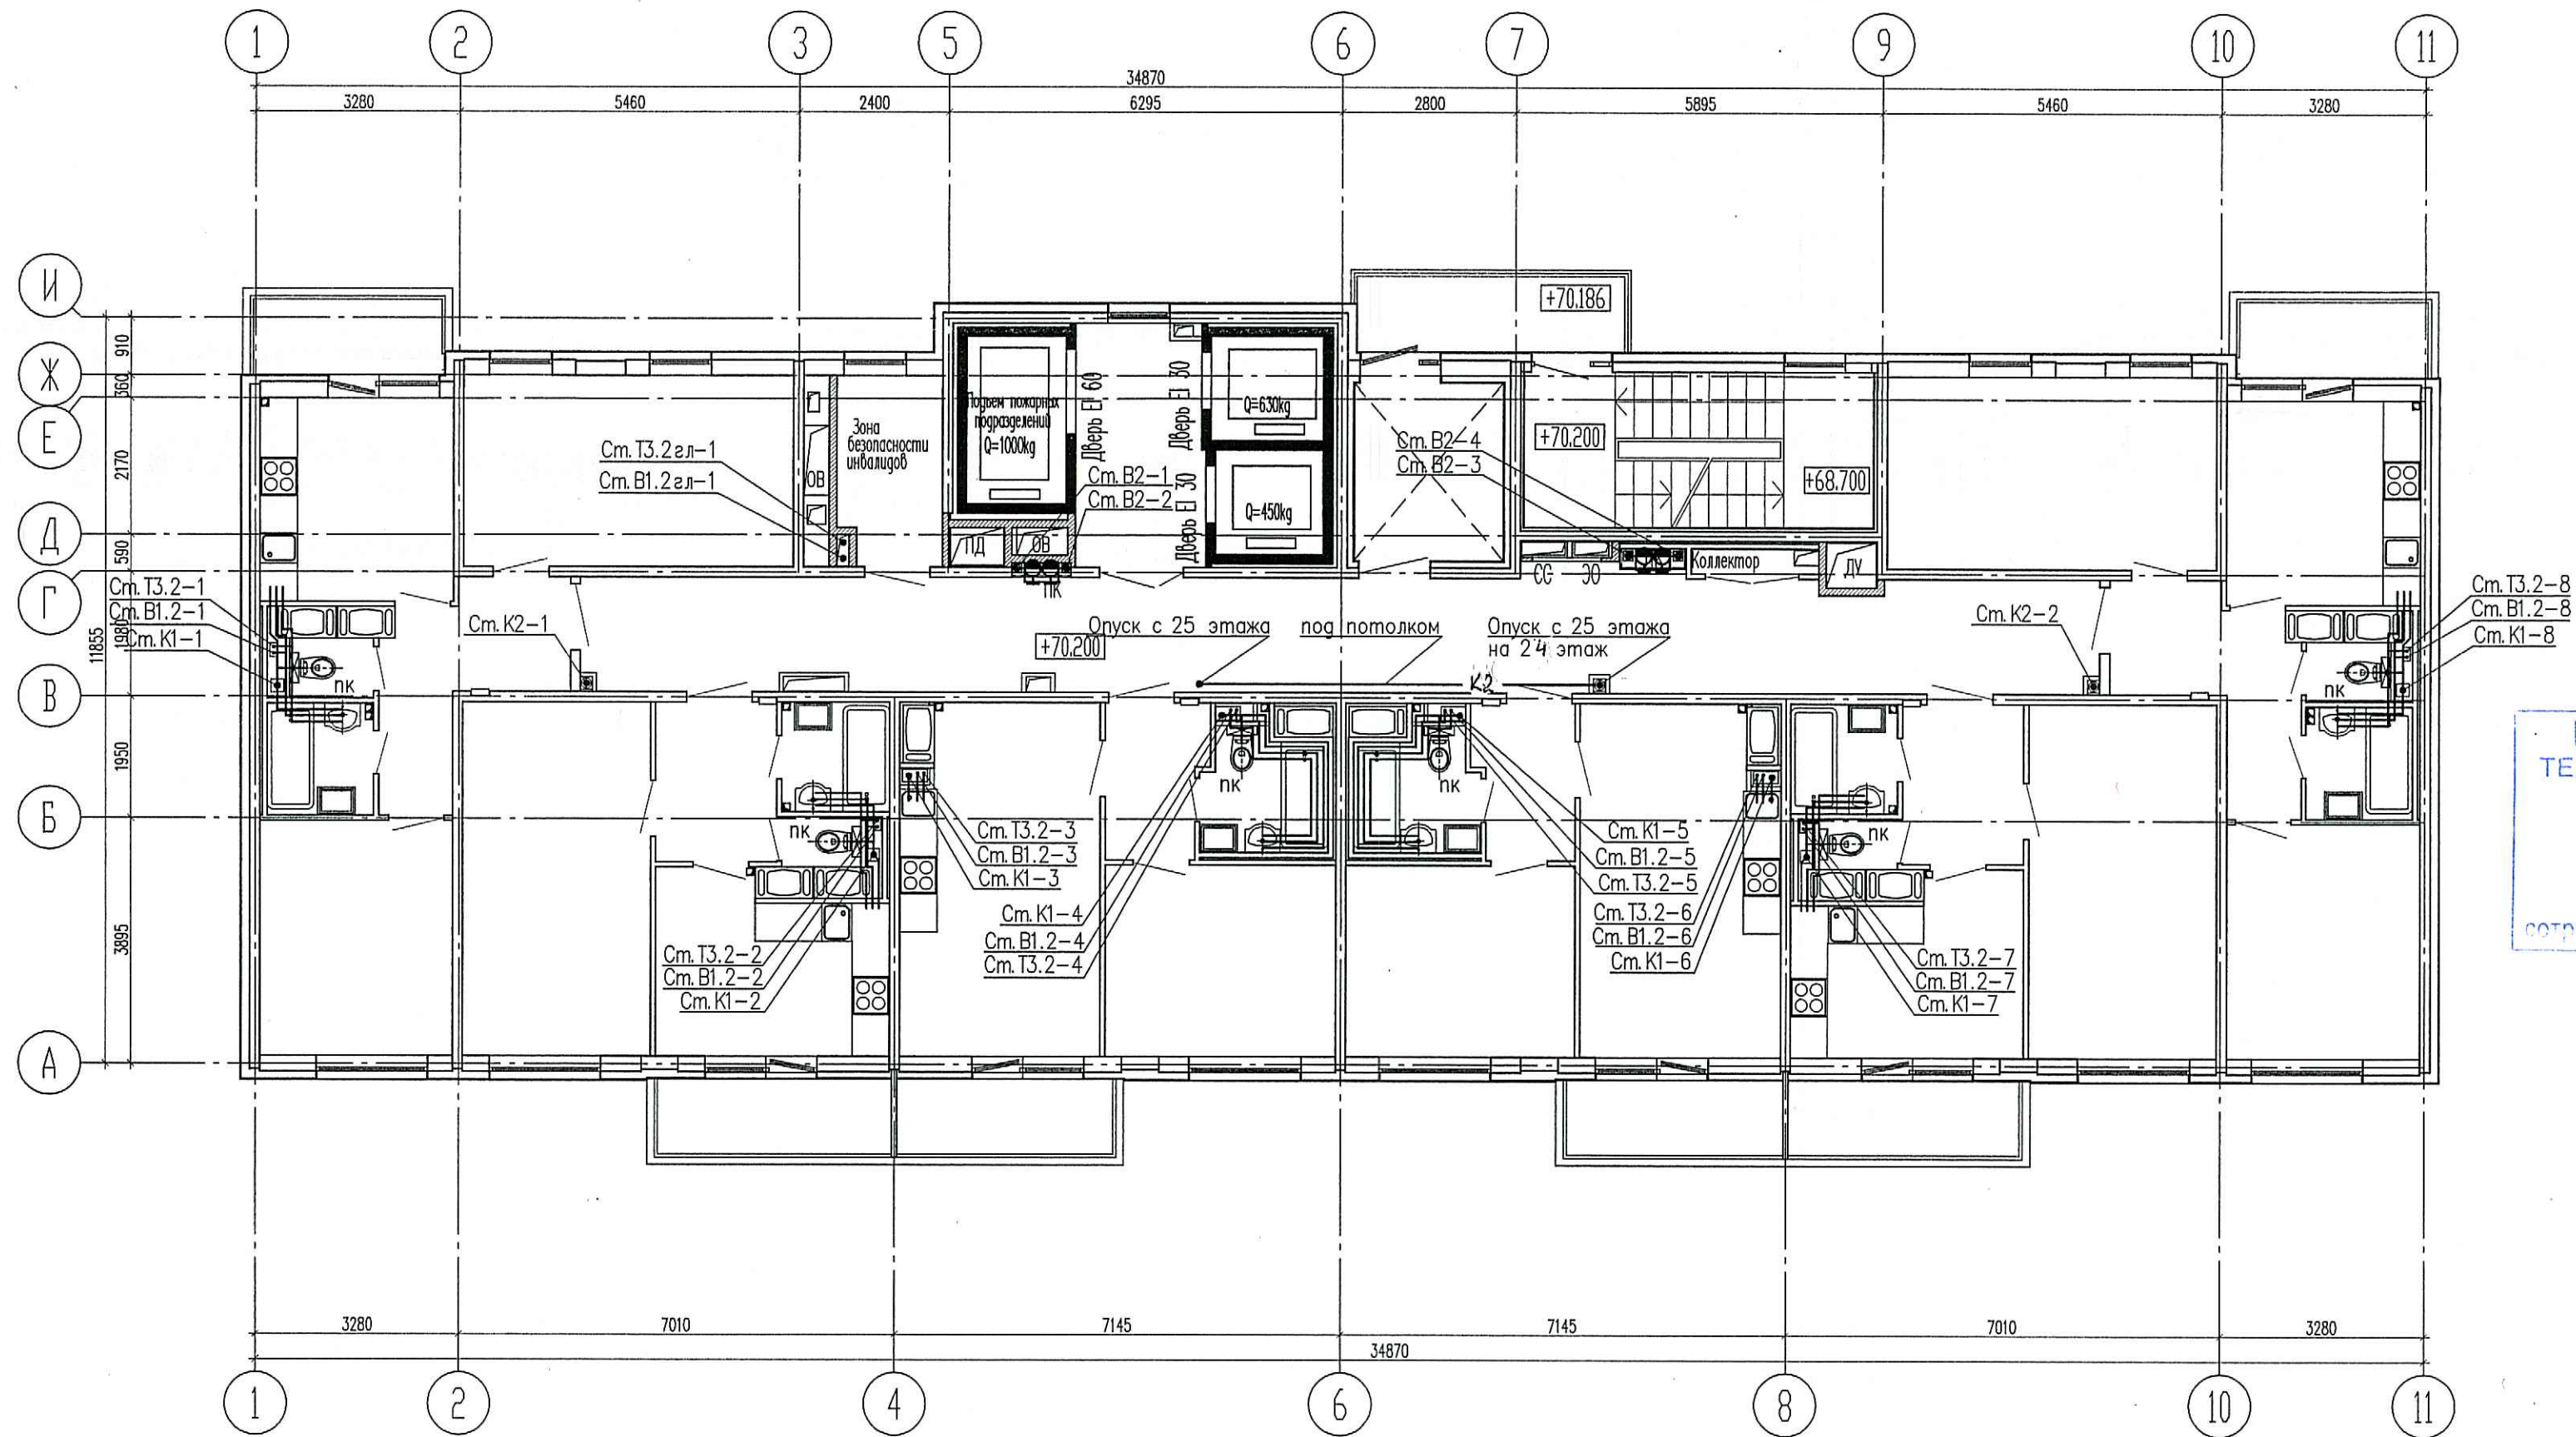 1
2
3
5
6
7
9
10
11
34870
3280
5460
2400
6295
2800
5895
5460
3280
И
Ж
Е
Д
Г
В
Б
А
910
360
2170
590
1980
1950
3895
11855
+70.186
Подъем пожарных
подразделений
Q=1000kg
Дверь EI 60
Дверь EI 30
Q=630kg
Дверь EI 30
Q=450kg
Зона
безопасности
инвалидов
ОВ
Ст. Т3.2гл-1
Ст. В1.2гл-1
Ст. В2-1
Ст. В2-2
Ст. В2-4
Ст. В2-3
+70.200
+68.700
ПД
ОВ
ПК
СС
ЭО
Коллектор
ДУ
Ст. Т3.2-1
Ст. В1.2-1
Ст. К1-1
Ст. К2-1
+70.200
Опуск с 25 этажа
под потолком
Опуск с 25 этажа
на 24 этаж
К2
Ст. К2-2
Ст. Т3.2-8
Ст. В1.2-8
Ст. К1-8
пк
пк
пк
пк
пк
пк
Ст. Т3.2-3
Ст. В1.2-3
Ст. К1-3
Ст. К1-4
Ст. В1.2-4
Ст. Т3.2-4
Ст. Т3.2-2
Ст. В1.2-2
Ст. К1-2
Ст. К1-5
Ст. В1.2-5
Ст. Т3.2-5
Ст. Т3.2-6
Ст. В1.2-6
Ст. К1-6
Ст. Т3.2-7
Ст. В1.2-7
Ст. К1-7
ТЕ
сотр
3280
7010
7145
7145
7010
3280
34870
1
2
4
6
8
10
11